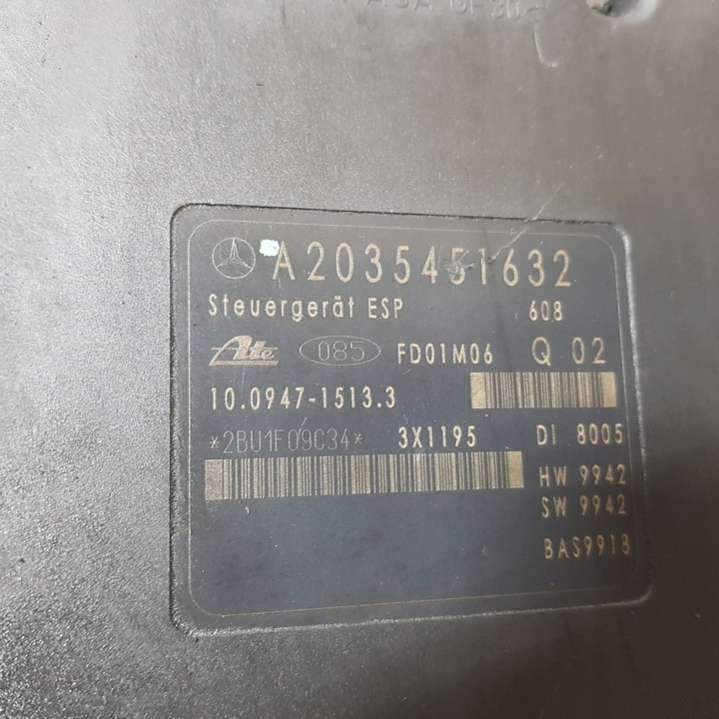 A2035451632
Steuergerät ESP 608
Ate 085 FD01M06 Q 02
10.0947-1513.3
*2BU1F09C34* 3X1195 DI 8005
HW 9942
SW 9942
BAS9918